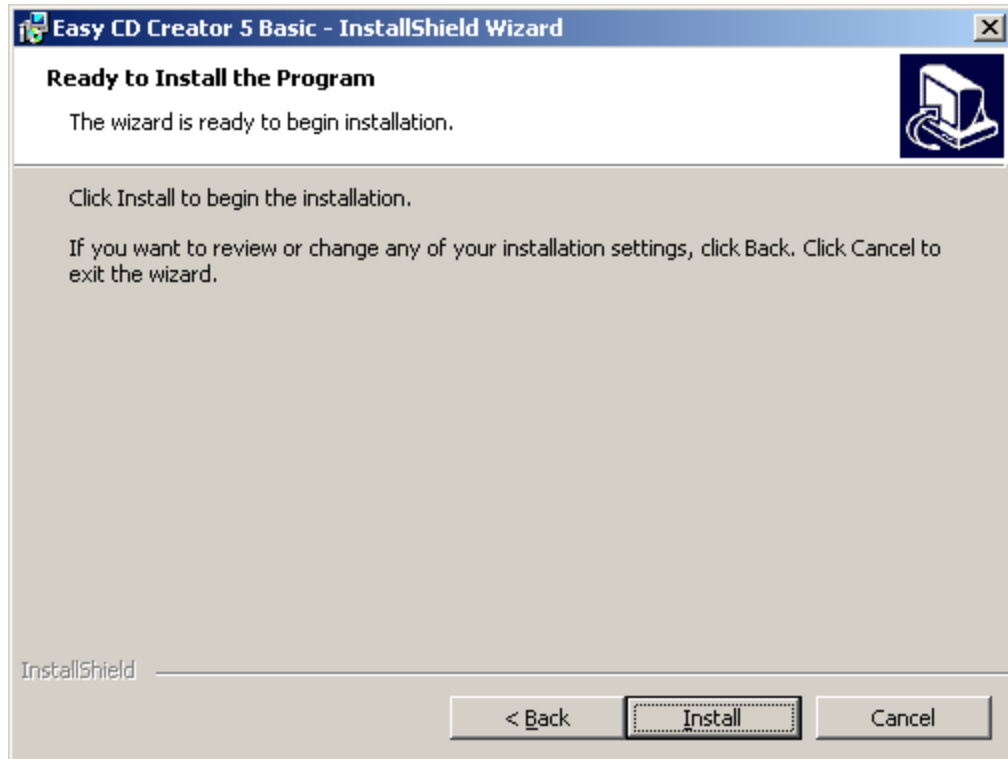 Easy CD Creator 5 Basic - InstallShield Wizard
Ready to Install the Program
The wizard is ready to begin installation.
Click Install to begin the installation.
If you want to review or change any of your installation settings, click Back. Click Cancel to
exit the wizard.
InstallShield
< Back Install Cancel